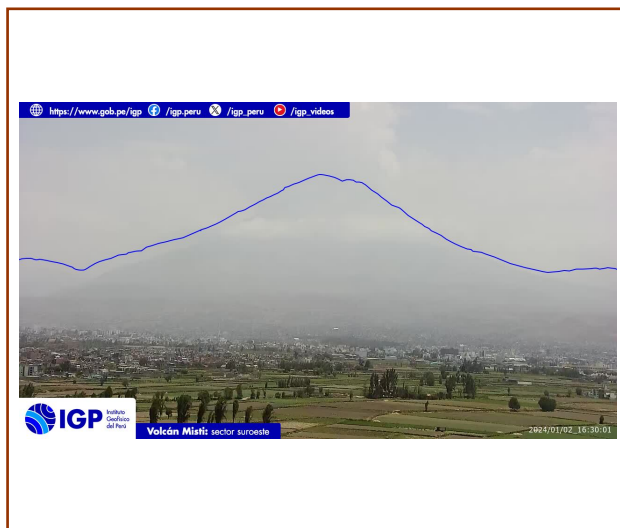 https://www.gob.pe/igp /igp.peru /igp_peru /igp_videos
IGP
Instituto
Geofísico
del Perú
Volcán Misti: sector suroeste
2024/01/02_16:30:01